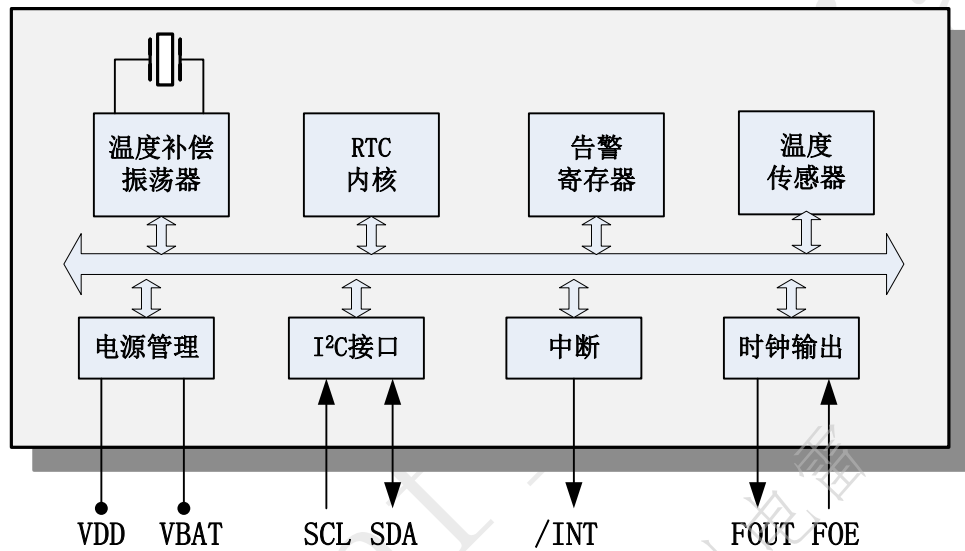 温度补偿
振荡器
RTC
内核
告警
寄存器
温度
传感器
电源管理
I²C接口
中断
时钟输出
VDD VBAT SCL SDA /INT FOUT FOE